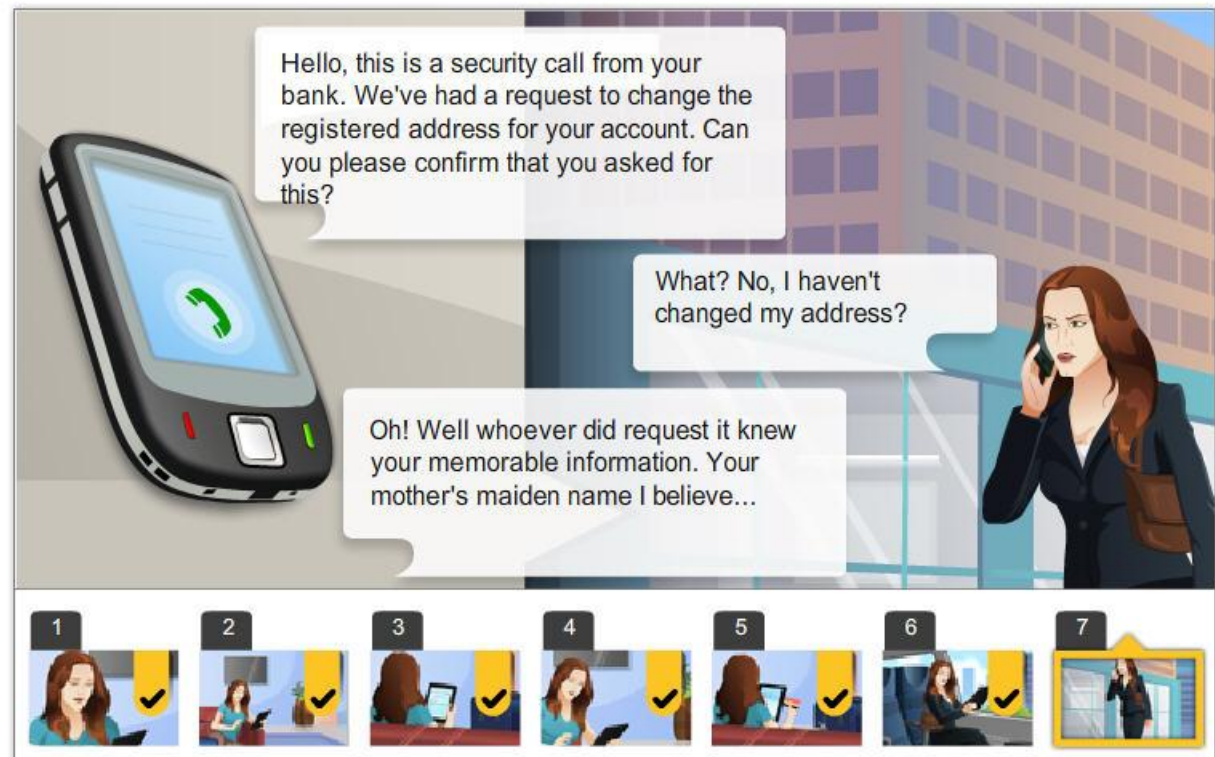 Hello, this is a security call from your
bank. We've had a request to change the
registered address for your account. Can
you please confirm that you asked for
this?
What? No, I haven't
changed my address?
Oh! Well whoever did request it knew
your memorable information. Your
mother's maiden name I believe...
1
2
3
4
5
6
7